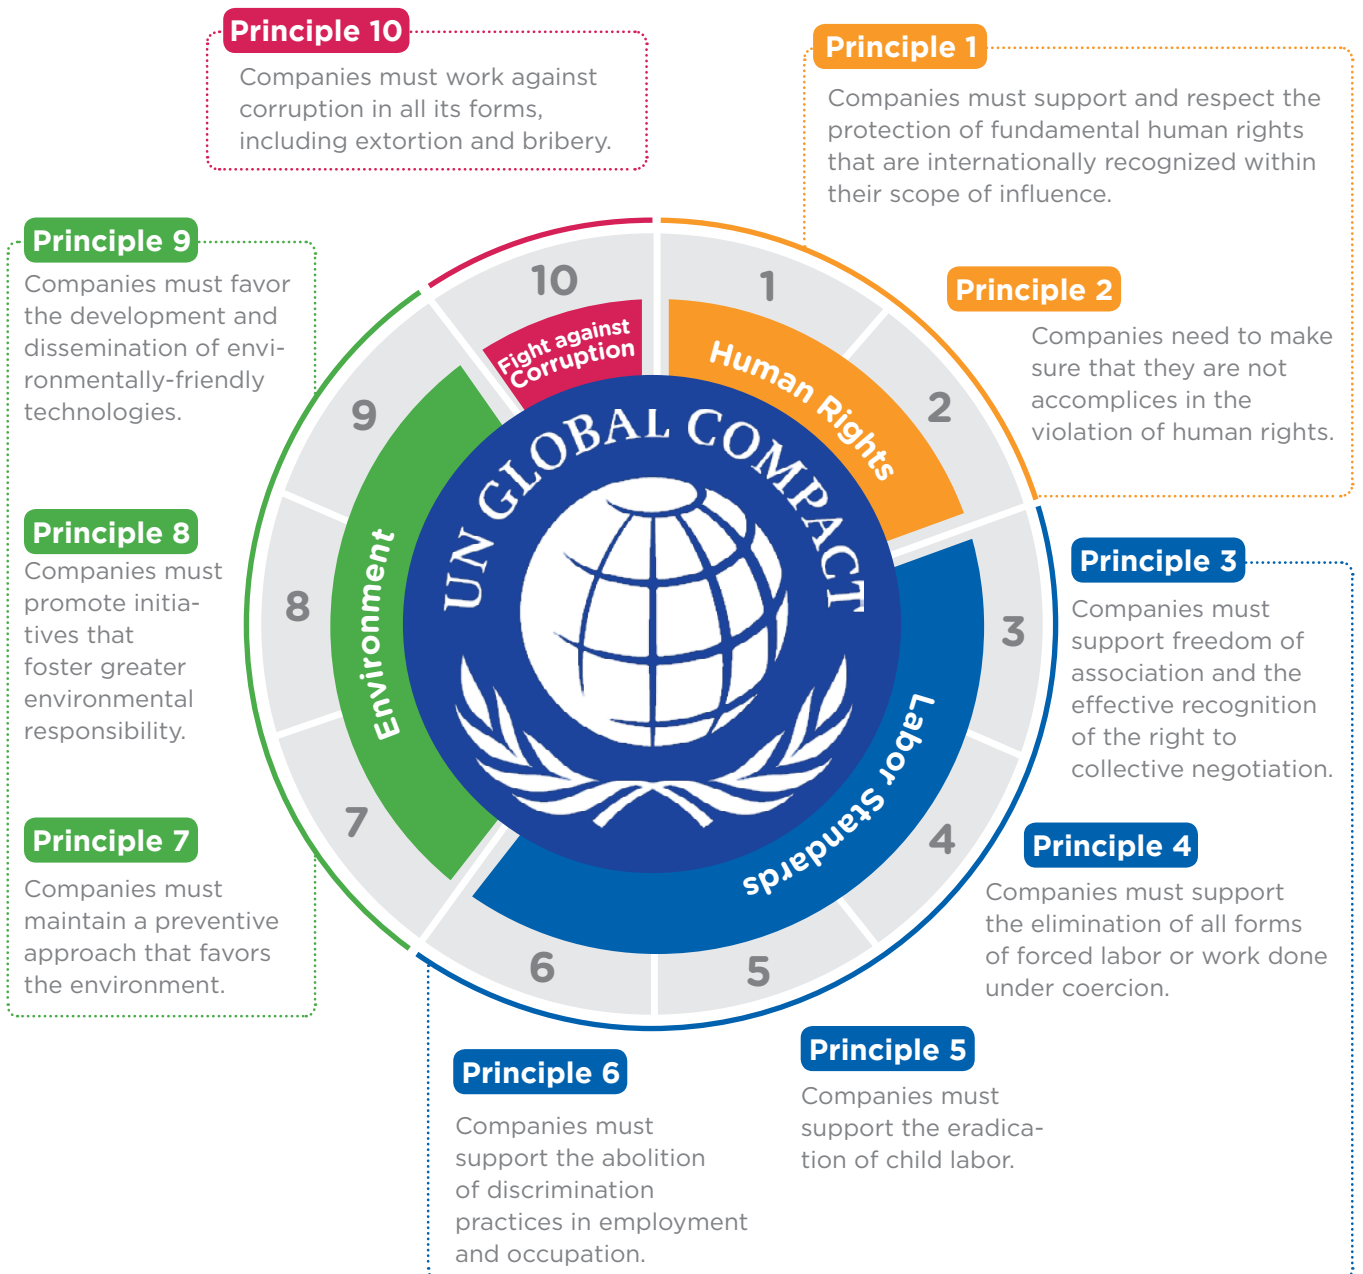 Principle 10
Companies must work against
corruption in all its forms,
including extortion and bribery.
Principle 1
Companies must support and respect the
protection of fundamental human rights
that are internationally recognized within
their scope of influence.
Principle 2
Companies need to make
sure that they are not
accomplices in the
violation of human rights.
Principle 3
Companies must
support freedom of
association and the
effective recognition
of the right to
collective negotiation.
Principle 4
Companies must support
the elimination of all forms
of forced labor or work done
under coercion.
Principle 5
Companies must
support the eradica-
tion of child labor.
Principle 6
Companies must
support the abolition
of discrimination
practices in employment
and occupation.
Principle 7
Companies must
maintain a preventive
approach that favors
the environment.
Principle 8
Companies must
promote initia-
tives that
foster greater
environmental
responsibility.
Principle 9
Companies must favor
the development and
dissemination of envi-
ronmentally-friendly
technologies.
1
2
3
4
5
6
7
8
9
10
Human Rights
Labor Standards
Environment
Fight against
Corruption
UN GLOBAL COMPACT